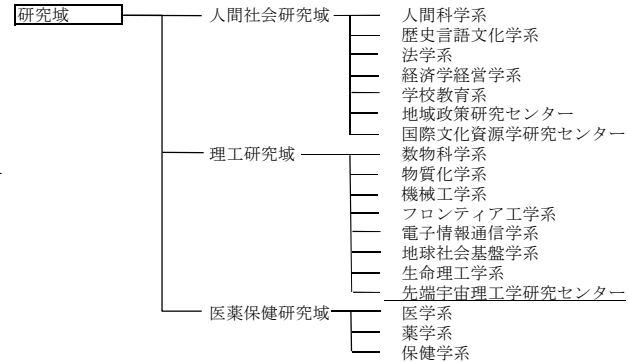 研究域 人間社会研究域 人間科学系
歴史言語文化学系
法学系
経済学経営学系
学校教育系
地域政策研究センター
国際文化資源学研究センター
理工研究域 数物科学系
物質化学系
機械工学系
フロンティア工学系
電子情報通信学系
地球社会基盤学系
生命理工学系
先端宇宙理工学研究センター
医薬保健研究域 医学系
薬学系
保健学系